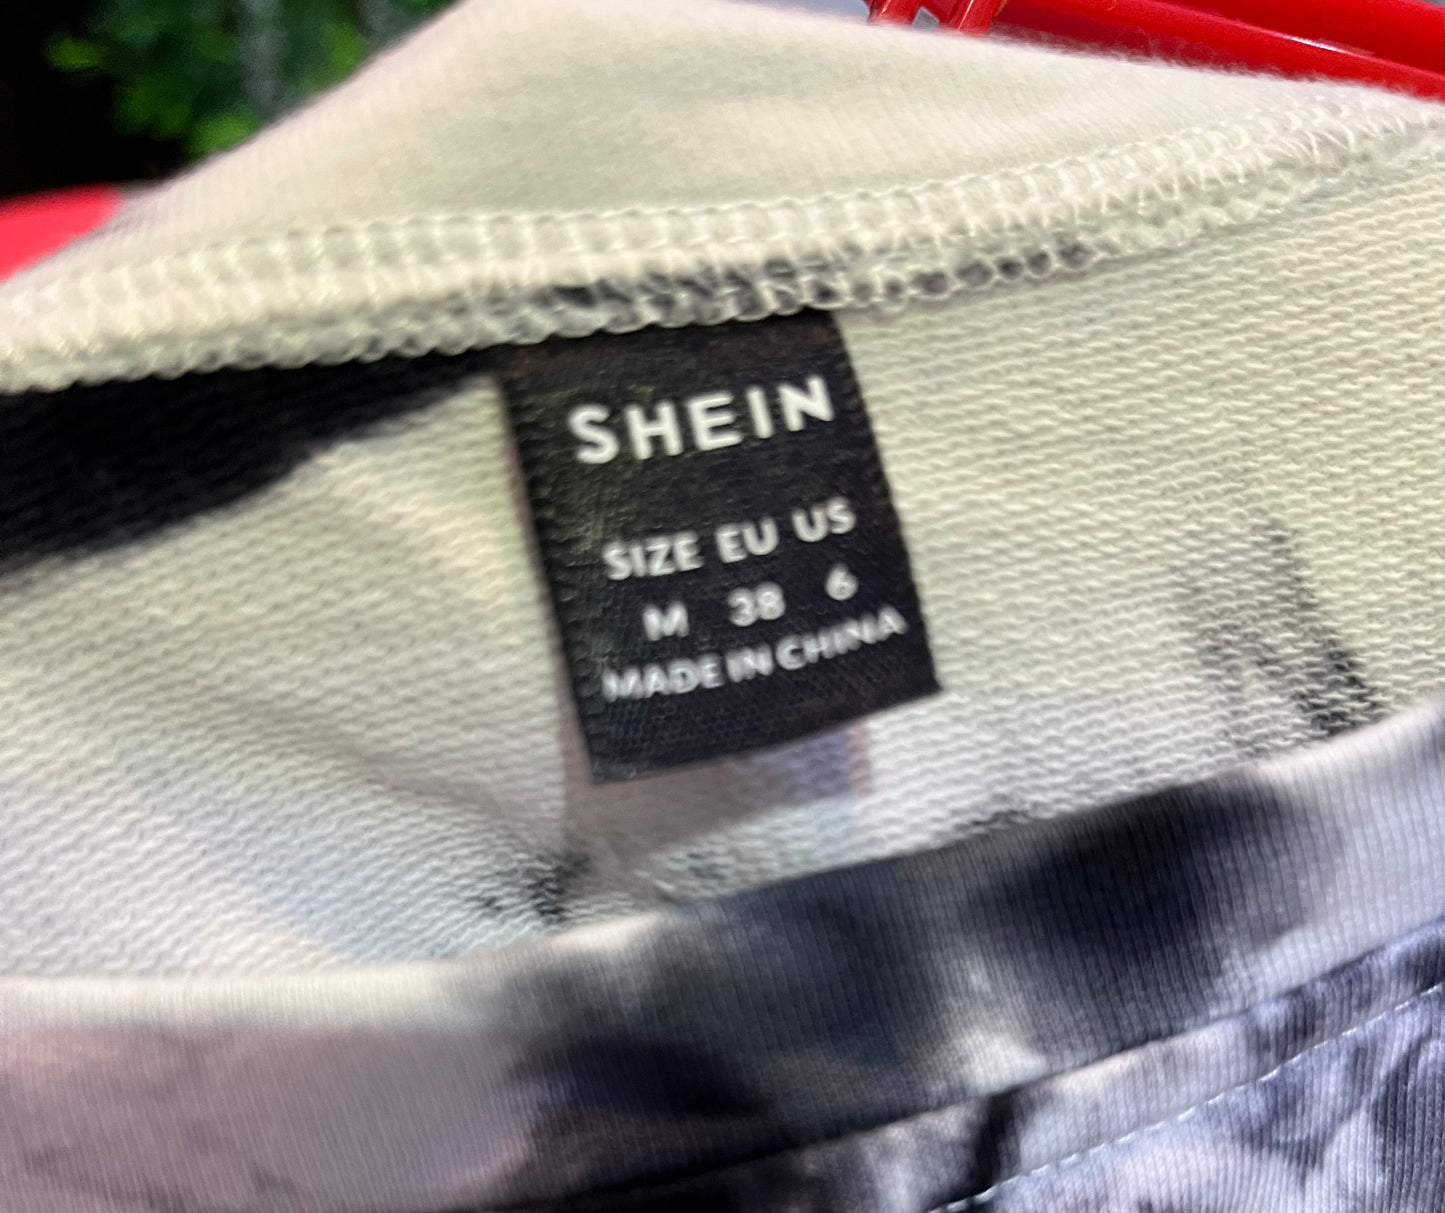 SHEIN
SIZE EU US
M 38 6
MADE IN CHINA